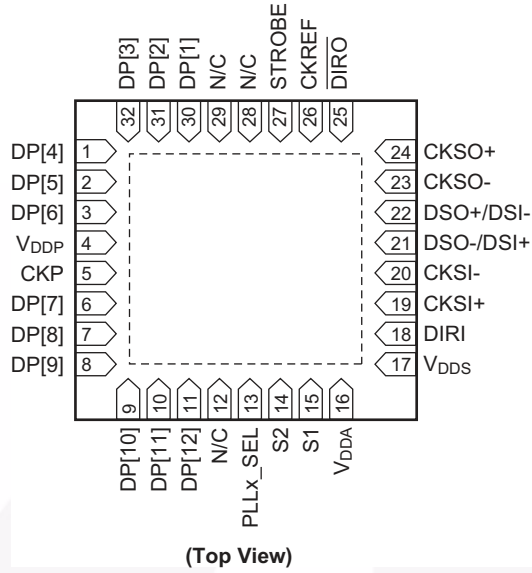 DP[3]
DP[2]
DP[1]
N/C
N/C
STROBE
CKREF
DIRO
32
31
30
29
28
27
26
25
DP[4] 1
DP[5] 2
DP[6] 3
VDDP 4
CKP 5
DP[7] 6
DP[8] 7
DP[9] 8
24 CKSO+
23 CKSO-
22 DSO+/DSI-
21 DSO-/DSI+
20 CKSI-
19 CKSI+
18 DIRI
17 VDDS
9
10
11
12
13
14
15
16
DP[10]
DP[11]
DP[12]
N/C
PLLx_SEL
S2
S1
VDDA
(Top View)